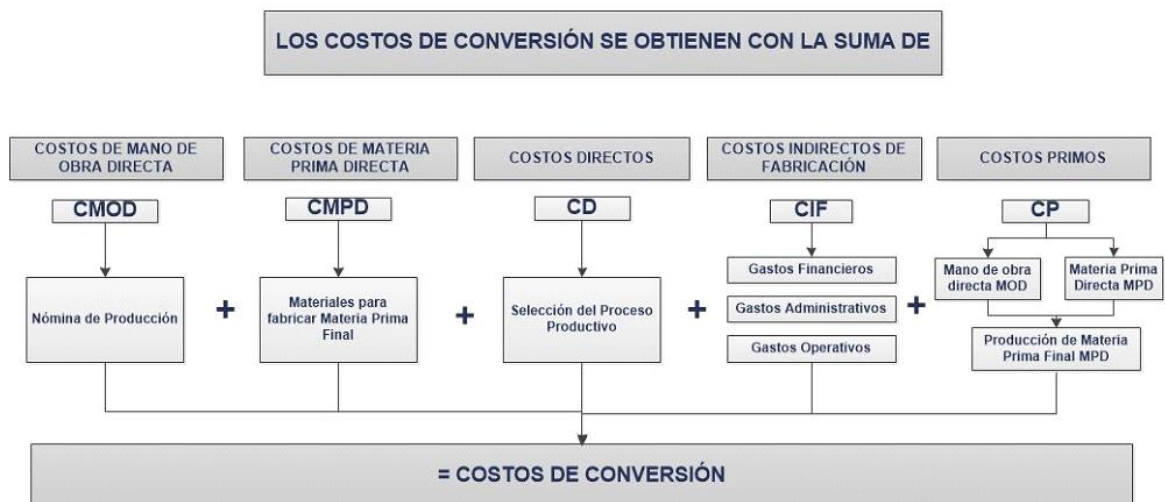 LOS COSTOS DE CONVERSIÓN SE OBTIENEN CON LA SUMA DE
COSTOS DE MANO DE
OBRA DIRECTA
CMOD
Nómina de Producción
+
COSTOS DE MATERIA
PRIMA DIRECTA
CMPD
Materiales para
fabricar Materia Prima
Final
+
COSTOS DIRECTOS
CD
Selección del Proceso
Productivo
+
COSTOS INDIRECTOS DE
FABRICACIÓN
CIF
Gastos Financieros
Gastos Administrativos
Gastos Operativos
+
COSTOS PRIMOS
CP
Mano de obra
directa MOD
Materia Prima
Directa MPD
Producción de Materia
Prima Final MPD
= COSTOS DE CONVERSIÓN